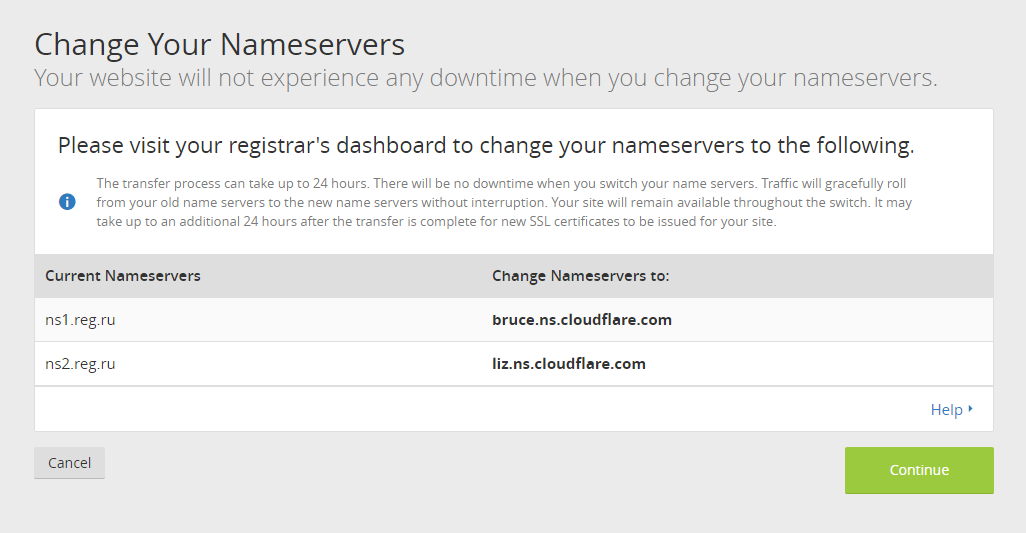 Change Your Nameservers
Your website will not experience any downtime when you change your nameservers.
Please visit your registrar's dashboard to change your nameservers to the following.
The transfer process can take up to 24 hours. There will be no downtime when you switch your name servers. Traffic will gracefully roll
from your old name servers to the new name servers without interruption. Your site will remain available throughout the switch. It may
take up to an additional 24 hours after the transfer is complete for new SSL certificates to be issued for your site.
Current Nameservers Change Nameservers to:
ns1.reg.ru bruce.ns.cloudflare.com
ns2.reg.ru liz.ns.cloudflare.com
Help
Cancel Continue